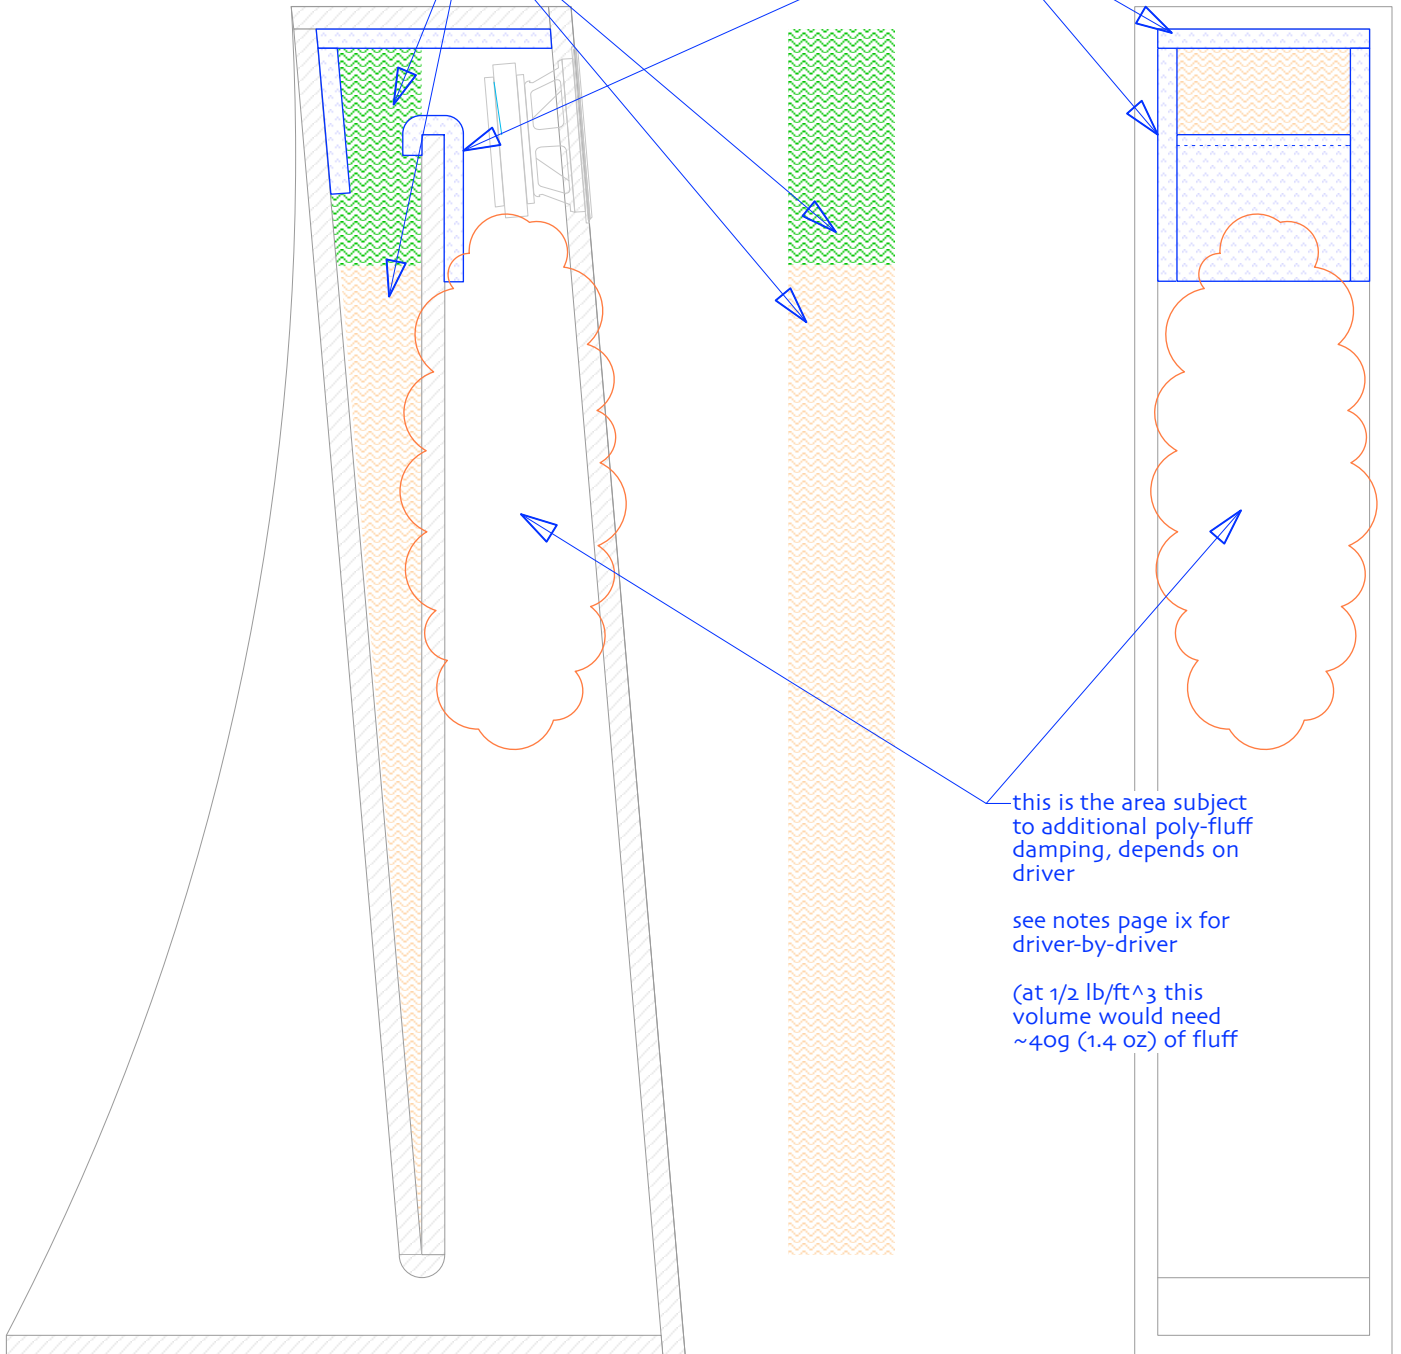 this is the area subject
to additional poly-fluff
damping, depends on
driver
see notes page ix for
driver-by-driver
(at 1/2 lb/ft^3 this
volume would need
~40g (1.4 oz) of fluff